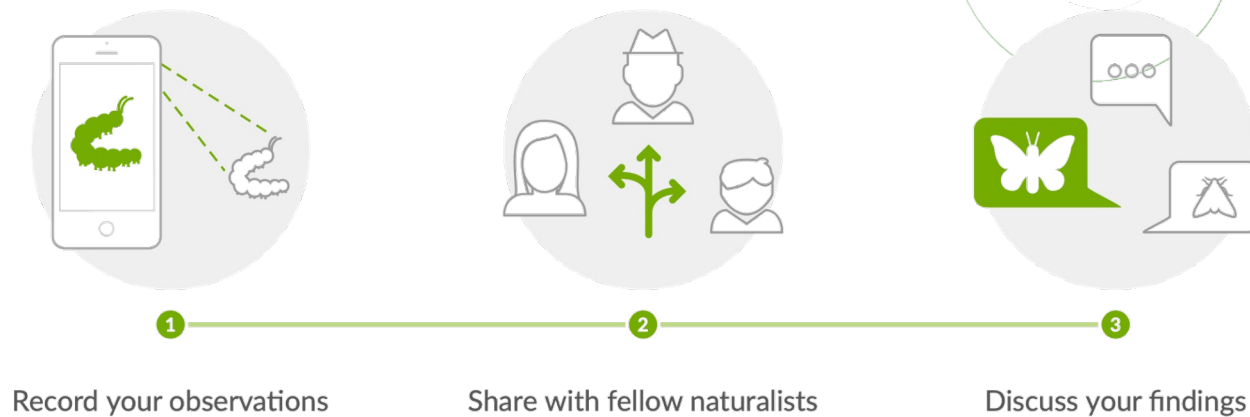 1
2
3
Record your observations
Share with fellow naturalists
Discuss your findings